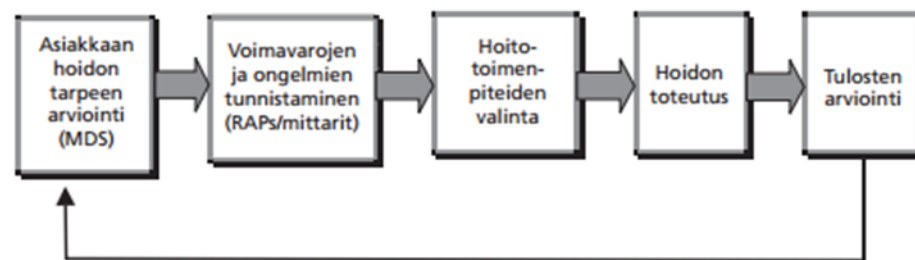 Asiakkaan
hoidon
tarpeen
arviointi
(MDS)
Voimavarojen
ja ongelmien
tunnistaminen
(RAPs/mittarit)
Hoito-
toimen-
piteiden
valinta
Hoidon
toteutus
Tulosten
arviointi